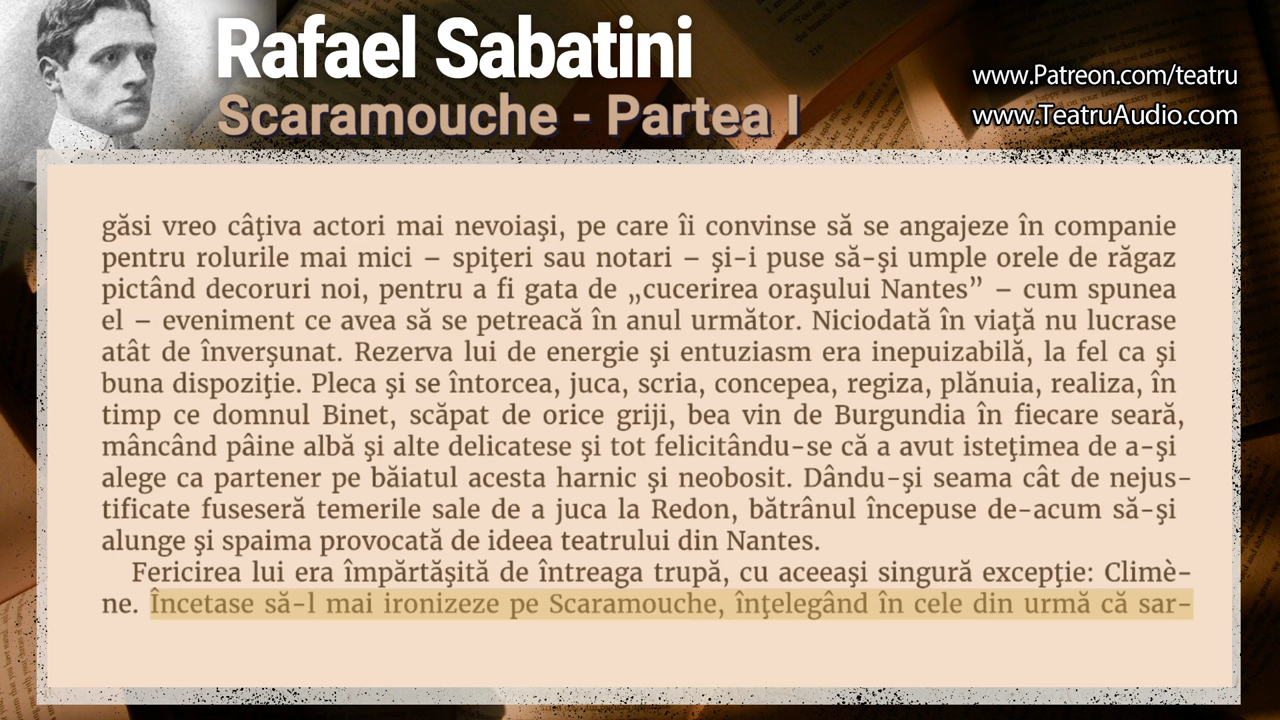 Rafael Sabatini
Scaramouche - Partea I
www.Patreon.com/teatru
www.TeatruAudio.com
găsi vreo câţiva actori mai nevoiaşi, pe care îi convinse să se angajeze în companie
pentru rolurile mai mici – spiţeri sau notari – şi-i puse să-şi umple orele de răgaz
pictând decoruri noi, pentru a fi gata de „cucerirea oraşului Nantes” – cum spunea
el – eveniment ce avea să se petreacă în anul următor. Niciodată în viaţă nu lucrase
atât de înverşunat. Rezerva lui de energie şi entuziasm era inepuizabilă, la fel ca şi
buna dispoziţie. Pleca şi se întorcea, juca, scria, concepea, regiza, plănuia, realiza, în
timp ce domnul Binet, scăpat de orice griji, bea vin de Burgundia în fiecare seară,
mâncând pâine albă şi alte delicatese şi tot felicitându-se că a avut isteţimea de a-şi
alege ca partener pe băiatul acesta harnic şi neobosit. Dându-şi seama cât de nejus-
tificate fuseseră temerile sale de a juca la Redon, bătrânul începuse de-acum să-şi
alunge şi spaima provocată de ideea teatrului din Nantes.
Fericirea lui era împărtăşită de întreaga trupă, cu aceeaşi singură excepţie: Climè-
ne. Încetase să-l mai ironizeze pe Scaramouche, înţelegând în cele din urmă că sar-